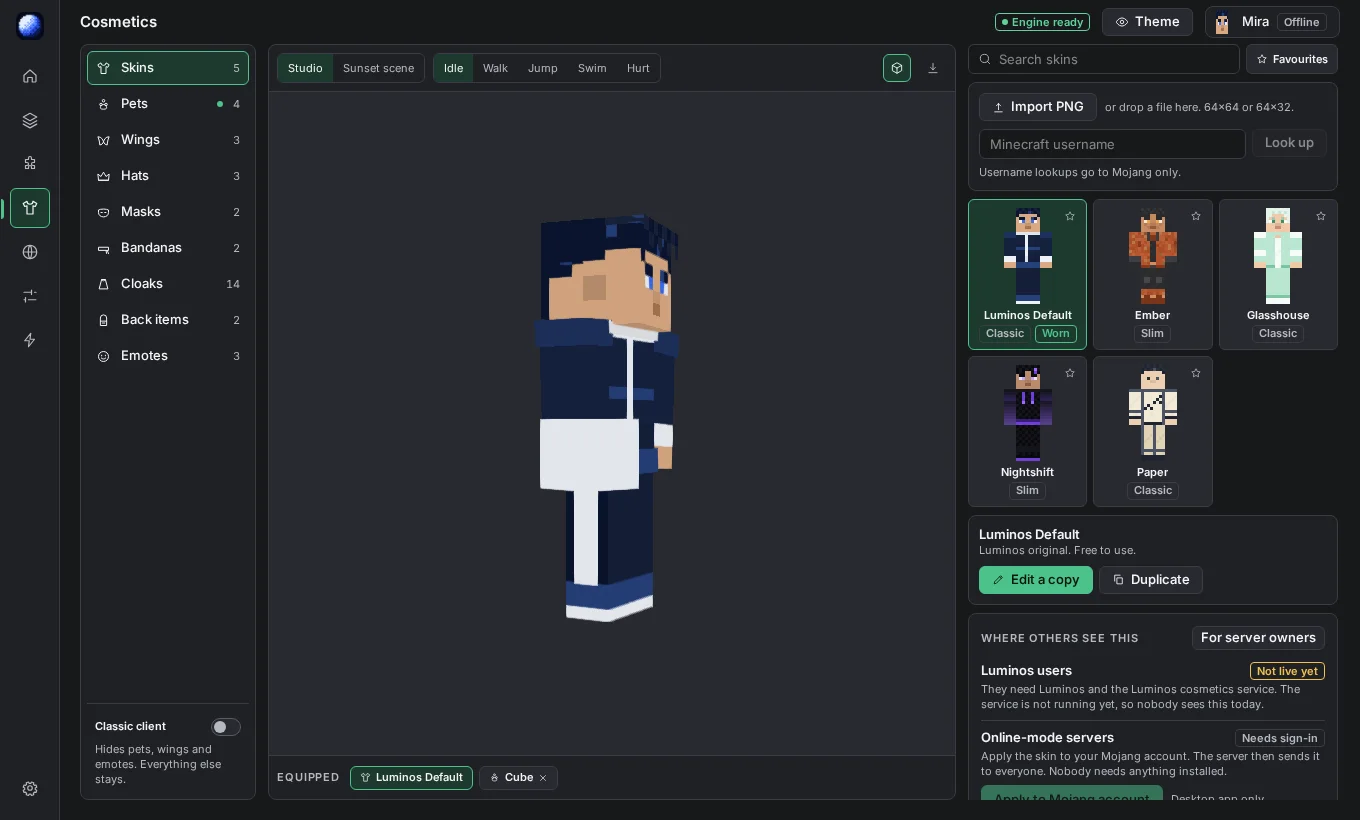 Cosmetics
Engine ready
Theme
Mira
Offline
Skins 5
Pets 4
Wings 3
Hats 3
Masks 2
Bandanas 2
Cloaks 14
Back items 2
Emotes 3
Classic client
Hides pets, wings and
emotes. Everything else
stays.
Studio
Sunset scene
Idle
Walk
Jump
Swim
Hurt
EQUIPPED
Luminos Default
Cube
Search skins
Favourites
Import PNG
or drop a file here. 64×64 or 64×32.
Minecraft username
Look up
Username lookups go to Mojang only.
Luminos Default
Classic
Worn
Ember
Slim
Glasshouse
Classic
Nightshift
Slim
Paper
Classic
Luminos Default
Luminos original. Free to use.
Edit a copy
Duplicate
WHERE OTHERS SEE THIS
For server owners
Luminos users
Not live yet
They need Luminos and the Luminos cosmetics service. The
service is not running yet, so nobody sees this today.
Online-mode servers
Needs sign-in
Apply the skin to your Mojang account. The server then sends it
to everyone. Nobody needs anything installed.
Apply to Mojang account
Desktop app only